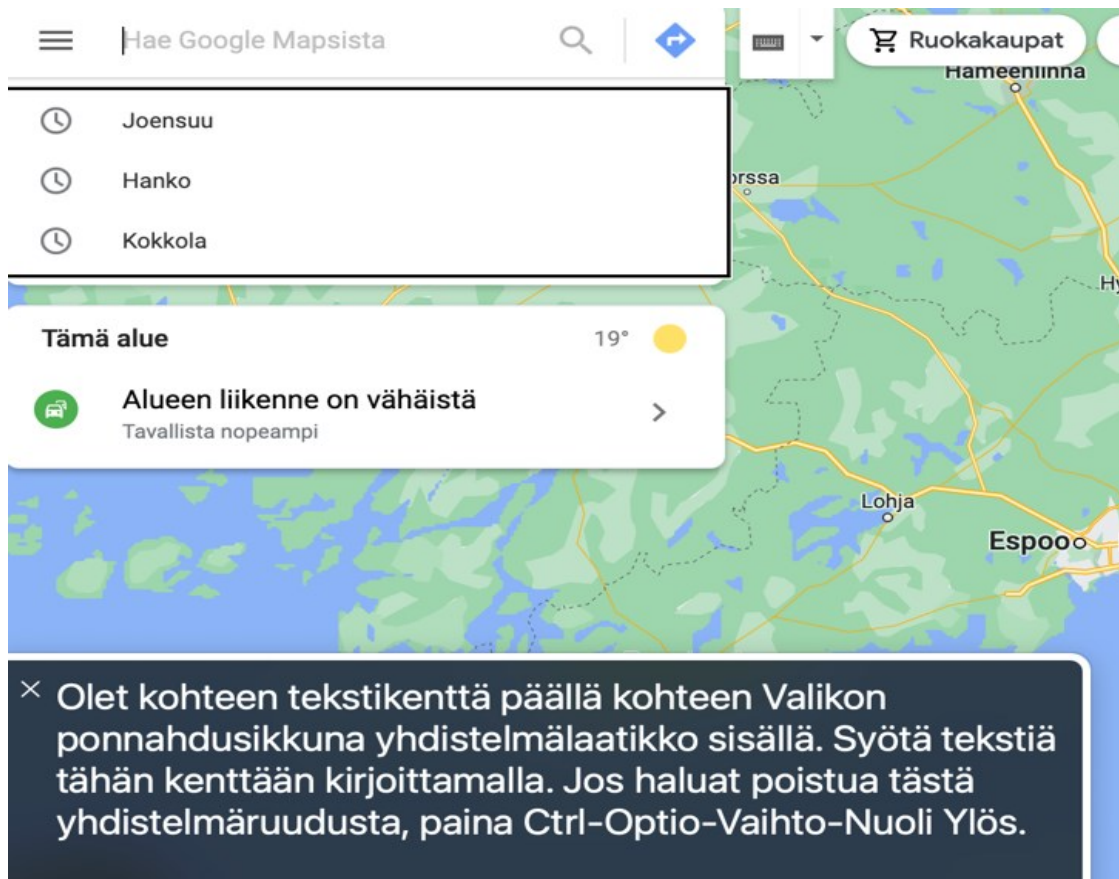 Hae Google Mapsista
Ruokakaupat
Hämeenlinna
Joensuu
Hanko
Kokkola
Tämä alue
19°
Alueen liikenne on vähäistä
Tavallista nopeampi
Lohja
Espoo
× Olet kohteen tekstikenttä päällä kohteen Valikon
ponnahdusikkuna yhdistelmälaatikko sisällä. Syötä tekstiä
tähän kenttään kirjoittamalla. Jos haluat poistua tästä
yhdistelmäruudusta, paina Ctrl-Optio-Vaihto-Nuoli Ylös.